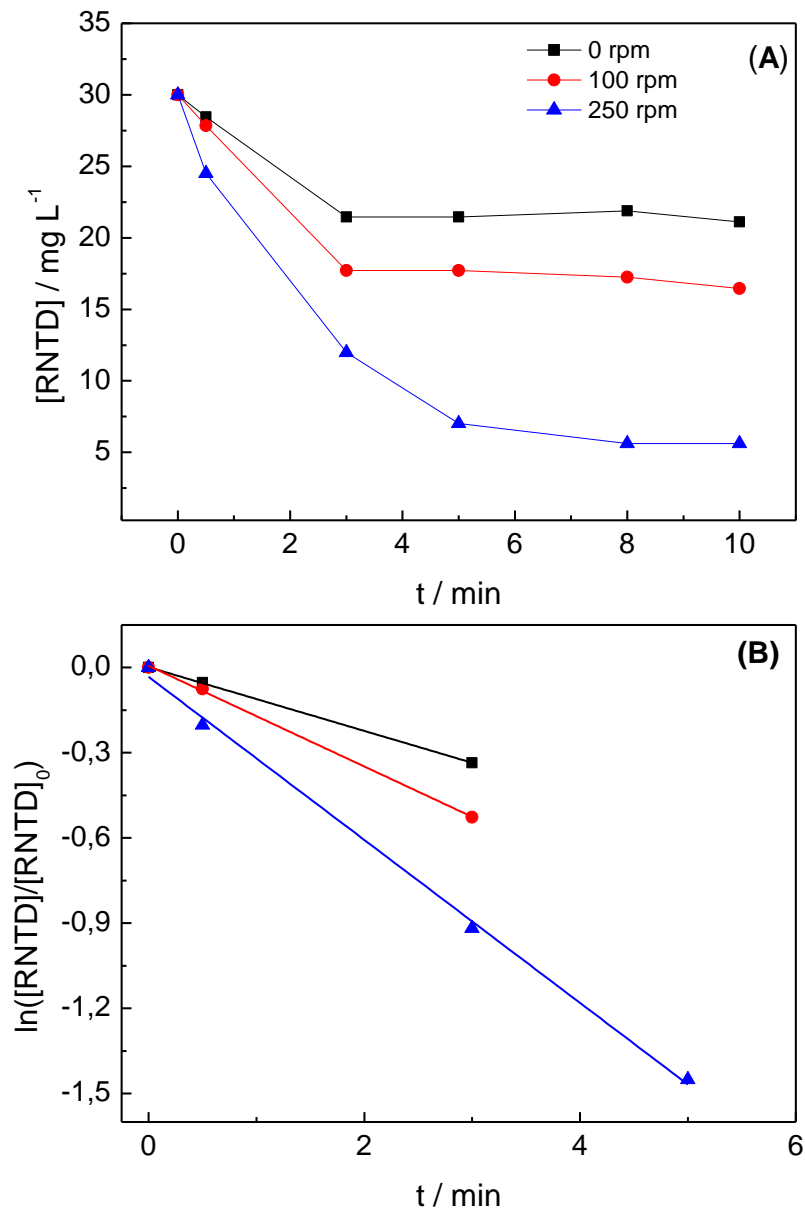 (A)
0 rpm
100 rpm
250 rpm
35
30
25
20
15
10
5
[RNTD] / mg L⁻¹
0 2 4 6 8 10
t / min
(B)
0,0
-0,3
-0,6
-0,9
-1,2
-1,5
ln([RNTD]/[RNTD]₀)
0 2 4 6
t / min